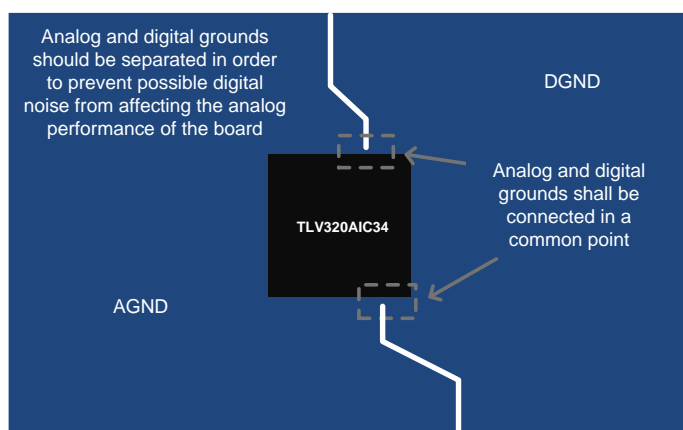 Analog and digital grounds
should be separated in order
to prevent possible digital
noise from affecting the analog
performance of the board
DGND
Analog and digital
grounds shall be
connected in a
common point
TLV320AIC34
AGND